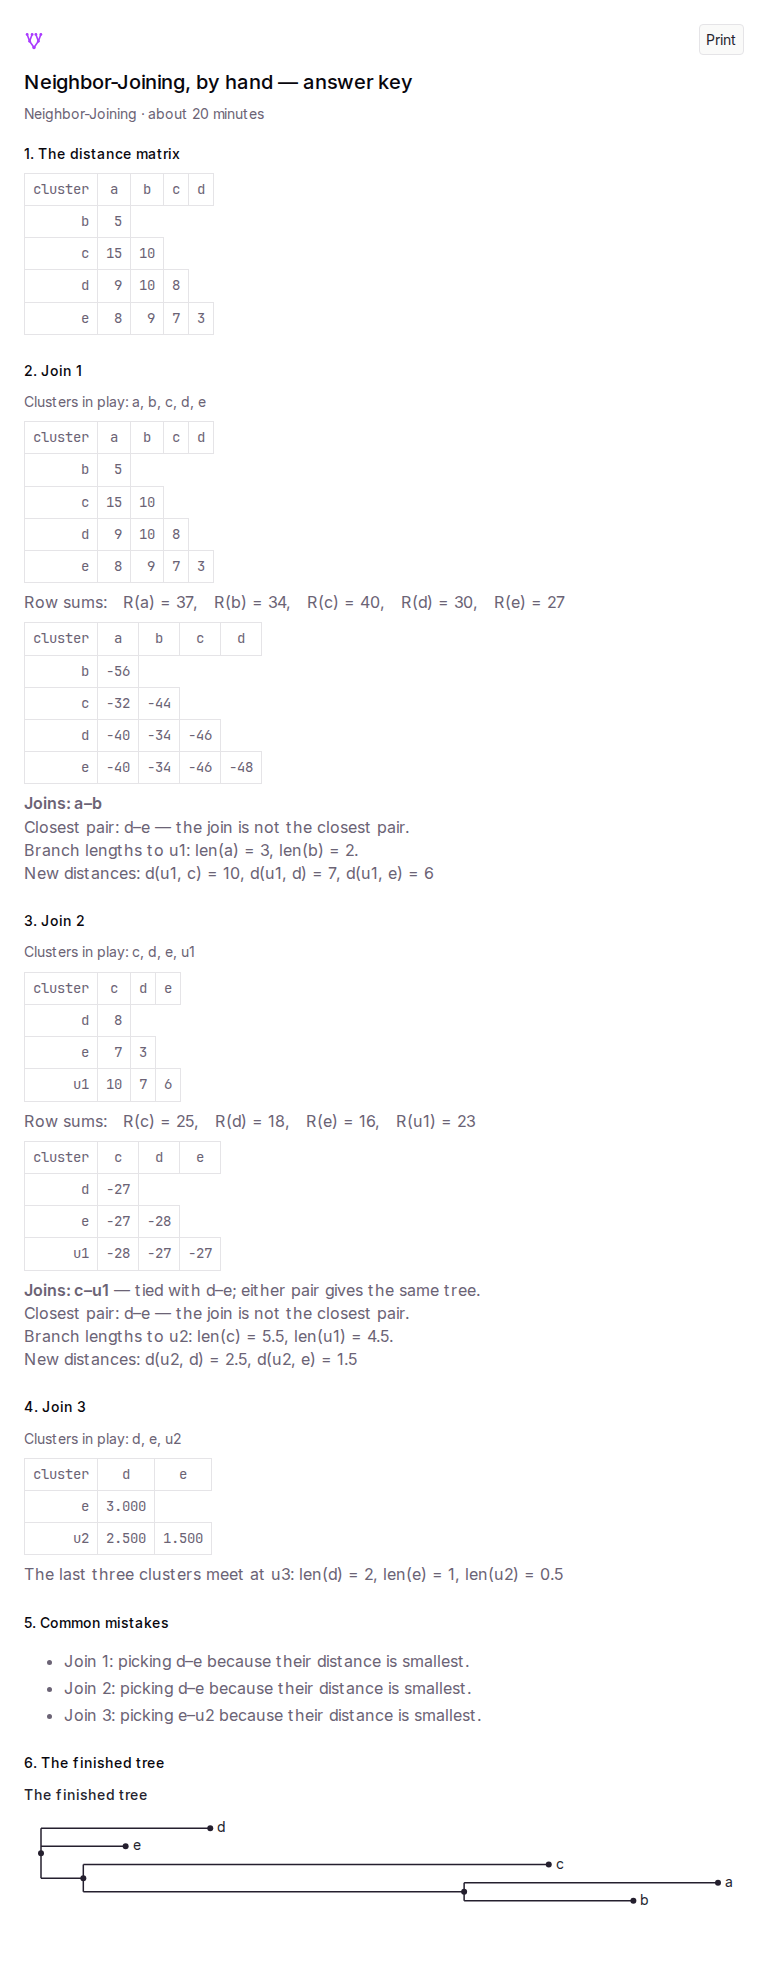 Print
Neighbor-Joining, by hand — answer key
Neighbor-Joining · about 20 minutes
1. The distance matrix
cluster a b c d
b 5
c 15 10
d 9 10 8
e 8 9 7 3
2. Join 1
Clusters in play: a, b, c, d, e
cluster a b c d
b 5
c 15 10
d 9 10 8
e 8 9 7 3
Row sums: R(a) = 37, R(b) = 34, R(c) = 40, R(d) = 30, R(e) = 27
cluster a b c d
b -56
c -32 -44
d -40 -34 -46
e -40 -34 -46 -48
Joins: a–b
Closest pair: d–e — the join is not the closest pair.
Branch lengths to u1: len(a) = 3, len(b) = 2.
New distances: d(u1, c) = 10, d(u1, d) = 7, d(u1, e) = 6
3. Join 2
Clusters in play: c, d, e, u1
cluster c d e
d 8
e 7 3
u1 10 7 6
Row sums: R(c) = 25, R(d) = 18, R(e) = 16, R(u1) = 23
cluster c d e
d -27
e -27 -28
u1 -28 -27 -27
Joins: c–u1 — tied with d–e; either pair gives the same tree.
Closest pair: d–e — the join is not the closest pair.
Branch lengths to u2: len(c) = 5.5, len(u1) = 4.5.
New distances: d(u2, d) = 2.5, d(u2, e) = 1.5
4. Join 3
Clusters in play: d, e, u2
cluster d e
e 3.000
u2 2.500 1.500
The last three clusters meet at u3: len(d) = 2, len(e) = 1, len(u2) = 0.5
5. Common mistakes
• Join 1: picking d–e because their distance is smallest.
• Join 2: picking d–e because their distance is smallest.
• Join 3: picking e–u2 because their distance is smallest.
6. The finished tree
The finished tree
d
e
c
a
b